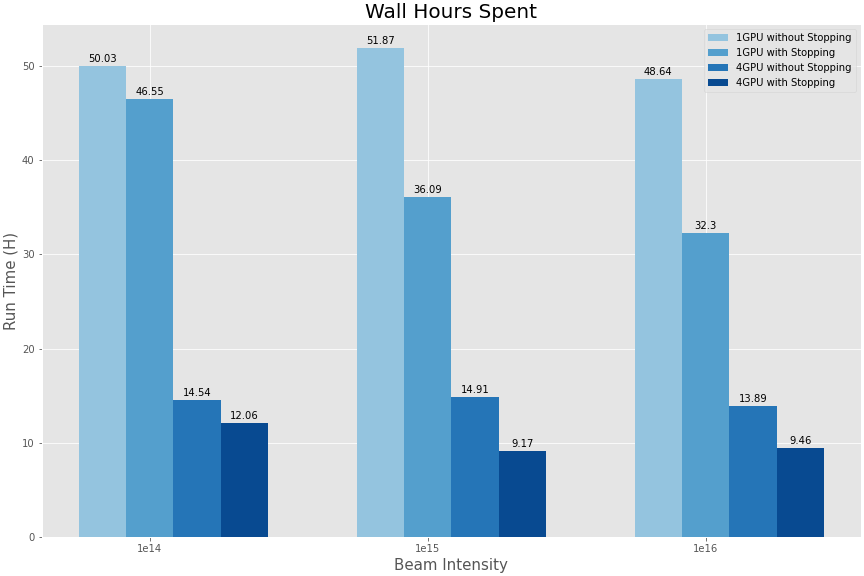 Wall Hours Spent
1GPU without Stopping
1GPU with Stopping
4GPU without Stopping
4GPU with Stopping
Run Time (H)
50
40
30
20
10
0
50.03
46.55
14.54
12.06
51.87
36.09
14.91
9.17
48.64
32.3
13.89
9.46
1e14
1e15
1e16
Beam Intensity